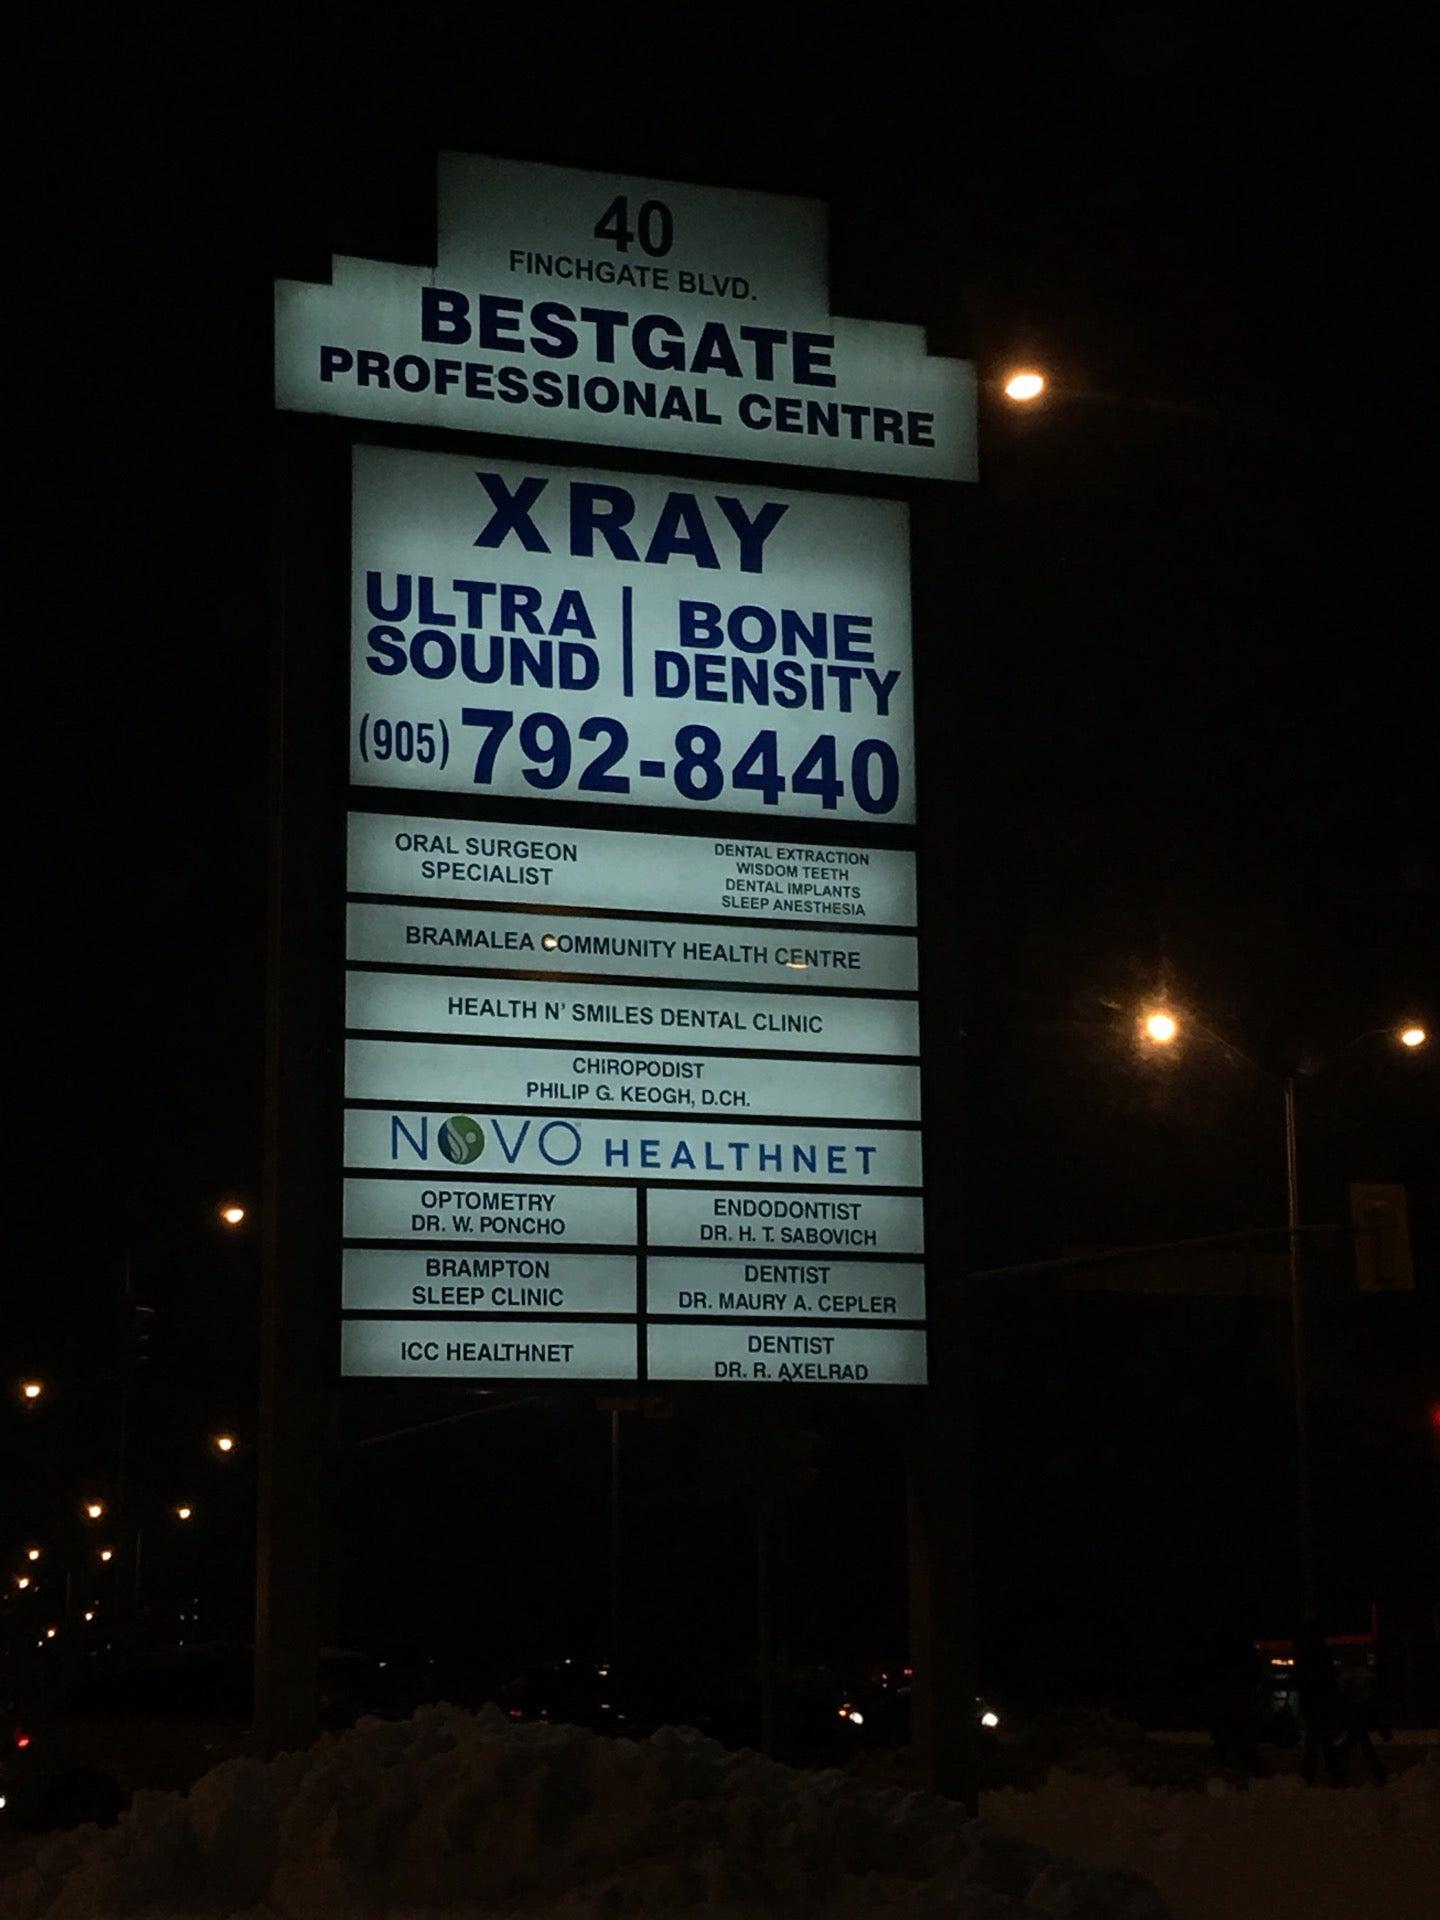 40
FINCHGATE BLVD.
BESTGATE
PROFESSIONAL CENTRE
X RAY
ULTRA
SOUND
BONE
DENSITY
(905) 792-8440
ORAL SURGEON
SPECIALIST
DENTAL EXTRACTION
WISDOM TEETH
DENTAL IMPLANTS
SLEEP ANESTHESIA
BRAMALEA COMMUNITY HEALTH CENTRE
HEALTH N' SMILES DENTAL CLINIC
CHIROPODIST
PHILIP G. KEOGH, D.CH.
NOVO HEALTHNET
OPTOMETRY
DR. W. PONCHO
ENDODONTIST
DR. H. T. SABOVICH
BRAMPTON
SLEEP CLINIC
DENTIST
DR. MAURY A. CEPLER
ICC HEALTHNET
DENTIST
DR. R. AXELRAD